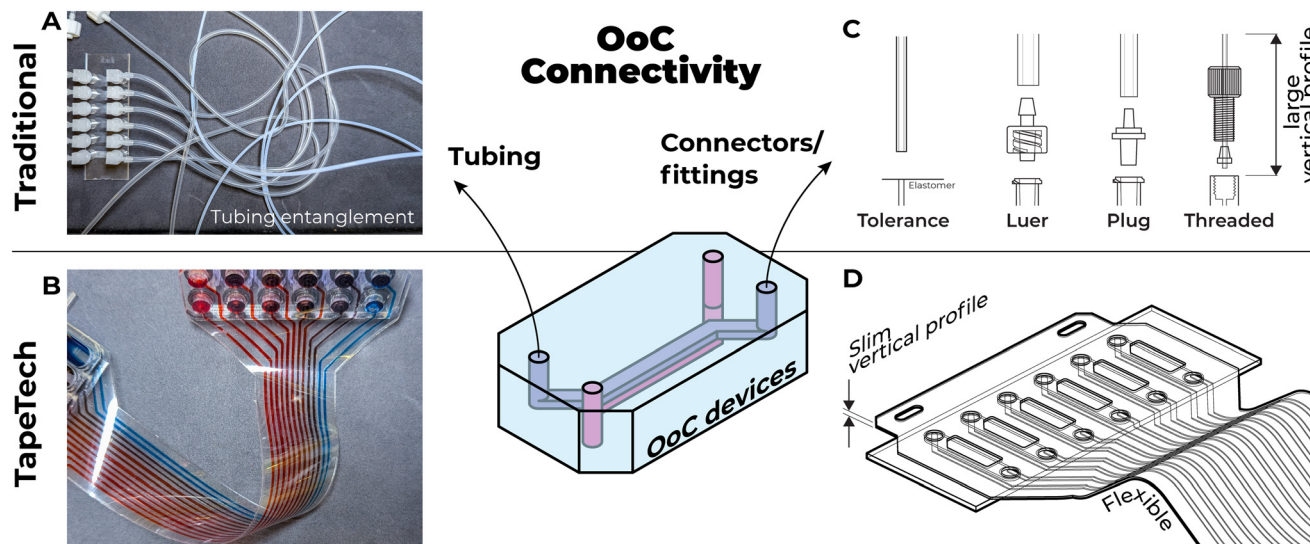 A
Traditional
Tubing entanglement
OoC
Connectivity
Tubing
Connectors/
fittings
C
Elastomer
Tolerance
Luer
Plug
Threaded
large
vertical profile
B
TapeTech
OoC devices
D
Slim
vertical profile
Flexible